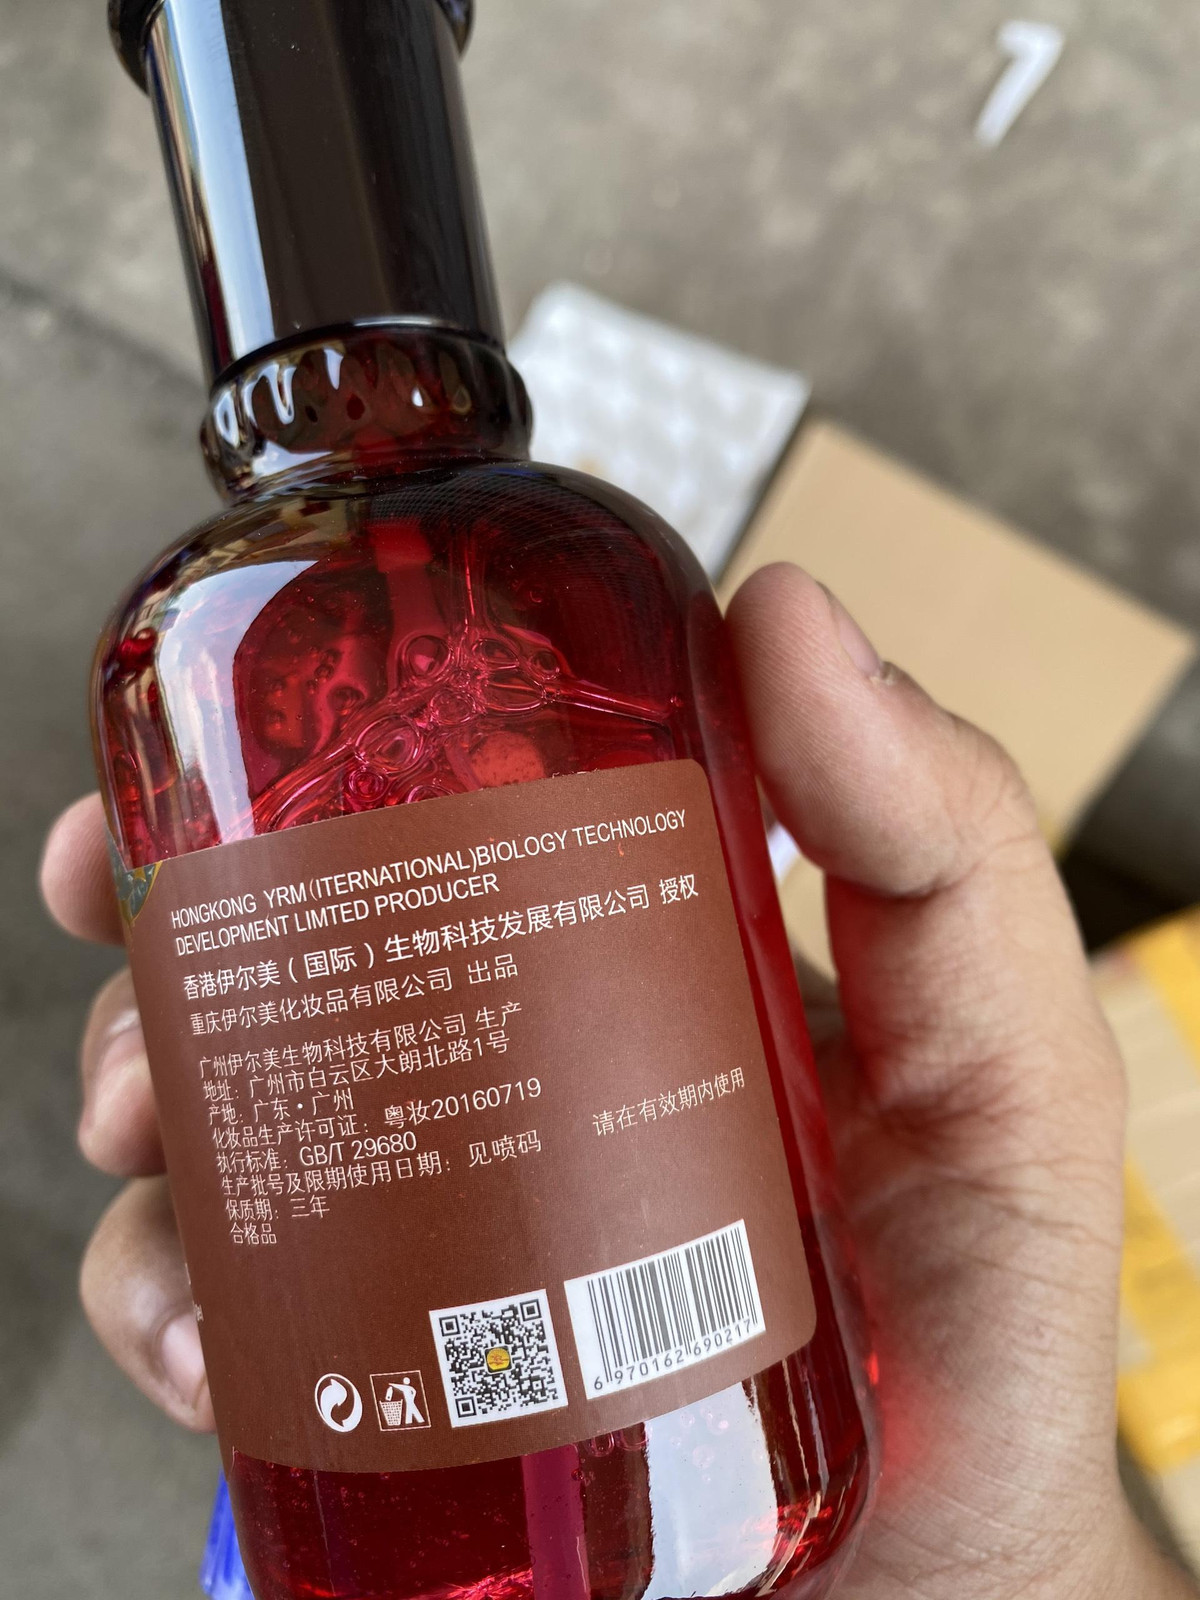 HONGKONG YRM(ITERNATIONAL)BIOLOGY TECHNOLOGY
DEVELOPMENT LIMTED PRODUCER
香港伊尔美(国际)生物科技发展有限公司 授权
重庆伊尔美化妆品有限公司 出品
广州伊尔美生物科技有限公司 生产
地址：广州市白云区大朗北路1号
产地：广东·广州
化妆品生产许可证：粤妆20160719
执行标准：GB/T 29680
生产批号及限期使用日期：见喷码 请在有效期内使用
保质期：三年
合格品
6 970162 690217
1